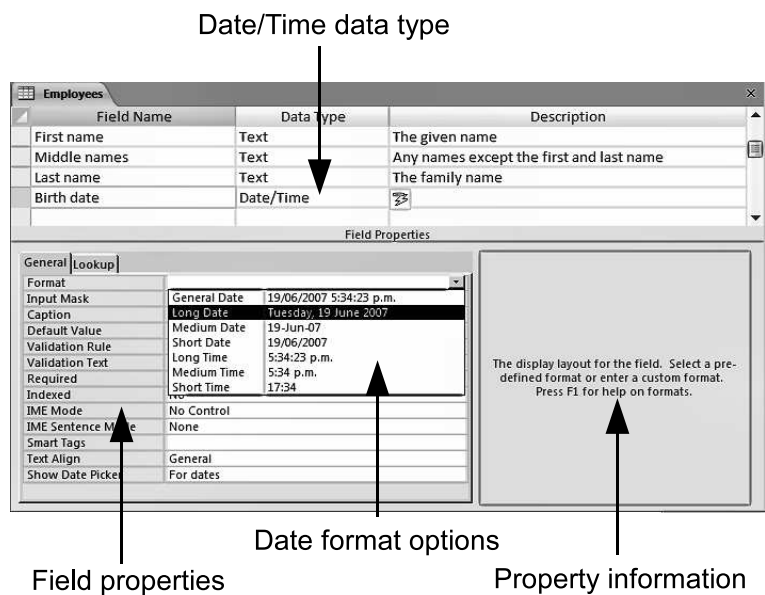 Date/Time data type
Employees
Field Name Data Type Description
First name Text The given name
Middle names Text Any names except the first and last name
Last name Text The family name
Birth date Date/Time
Field Properties
General Lookup
Format
Input Mask General Date 19/06/2007 5:34:23 p.m.
Caption Long Date Tuesday, 19 June 2007
Default Value Medium Date 19-Jun-07
Validation Rule Short Date 19/06/2007
Validation Text Long Time 5:34:23 p.m.
Required Medium Time 5:34 p.m.
Indexed Short Time 17:34
IME Mode No Control
IME Sentence Mode None
Smart Tags
Text Align General
Show Date Picker For dates
The display layout for the field. Select a pre-
defined format or enter a custom format.
Press F1 for help on formats.
Date format options
Field properties
Property information